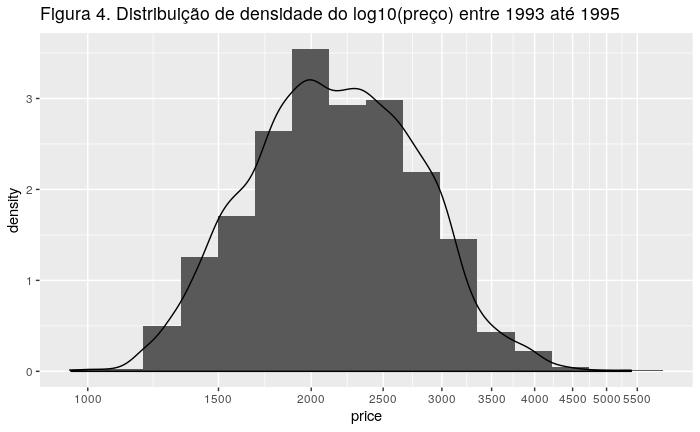 Figura 4. Distribuição de densidade do log10(preço) entre 1993 até 1995
3
2
1
0
density
1000 1500 2000 2500 3000 3500 4000 4500 5000 5500
price